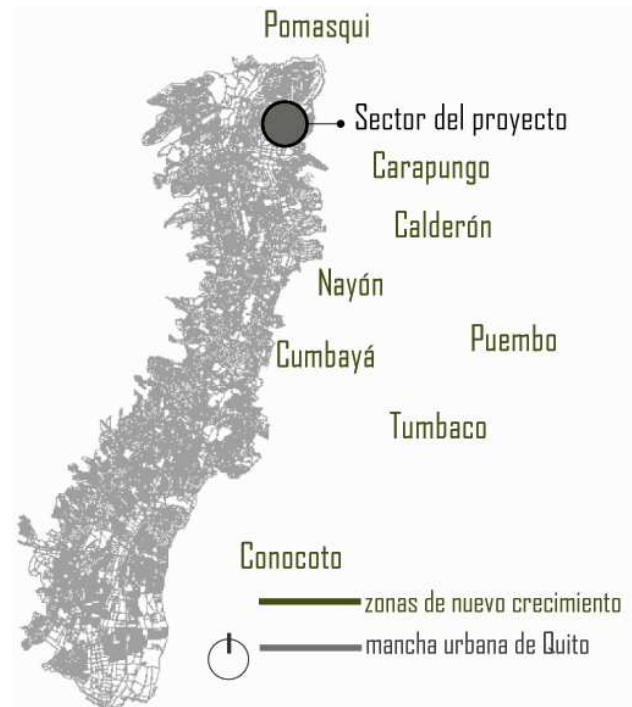 Pomasqui
Sector del proyecto
Carapungo
Calderón
Nayón
Puembo
Cumbayá
Tumbaco
Conocoto
zonas de nuevo crecimiento
mancha urbana de Quito